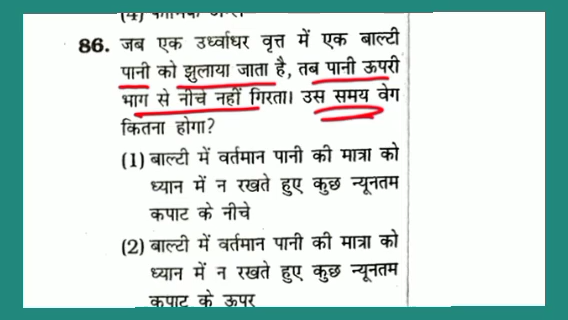 86. जब एक उर्ध्वाधर वृत्त में एक बाल्टी
पानी को झुलाया जाता है, तब पानी ऊपरी
भाग से नीचे नहीं गिरता। उस समय वेग
कितना होगा?
(1) बाल्टी में वर्तमान पानी की मात्रा को
ध्यान में न रखते हुए कुछ न्यूनतम
कपाट के नीचे
(2) बाल्टी में वर्तमान पानी की मात्रा को
ध्यान में न रखते हुए कुछ न्यूनतम
कपाट के ऊपर